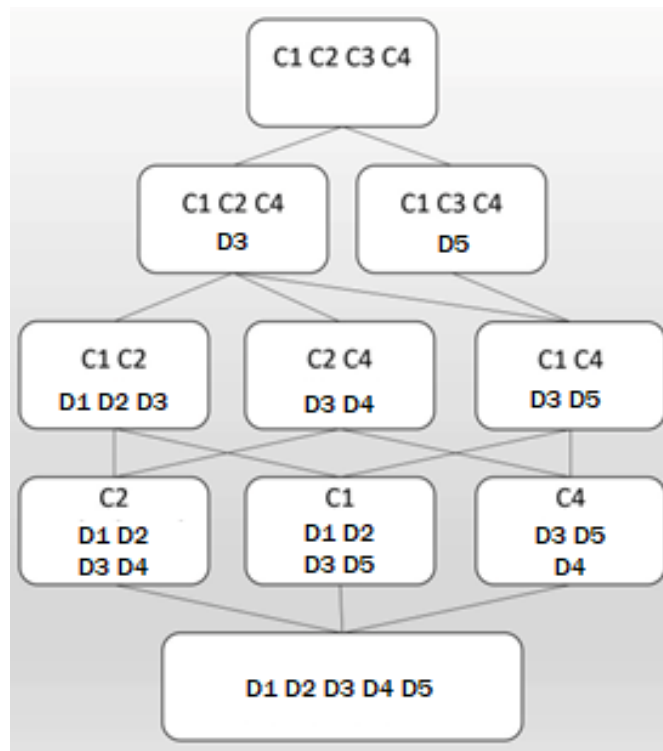 C1 C2 C3 C4
C1 C2 C4
D3
C1 C3 C4
D5
C1 C2
D1 D2 D3
C2 C4
D3 D4
C1 C4
D3 D5
C2
D1 D2
D3 D4
C1
D1 D2
D3 D5
C4
D3 D5
D4
D1 D2 D3 D4 D5